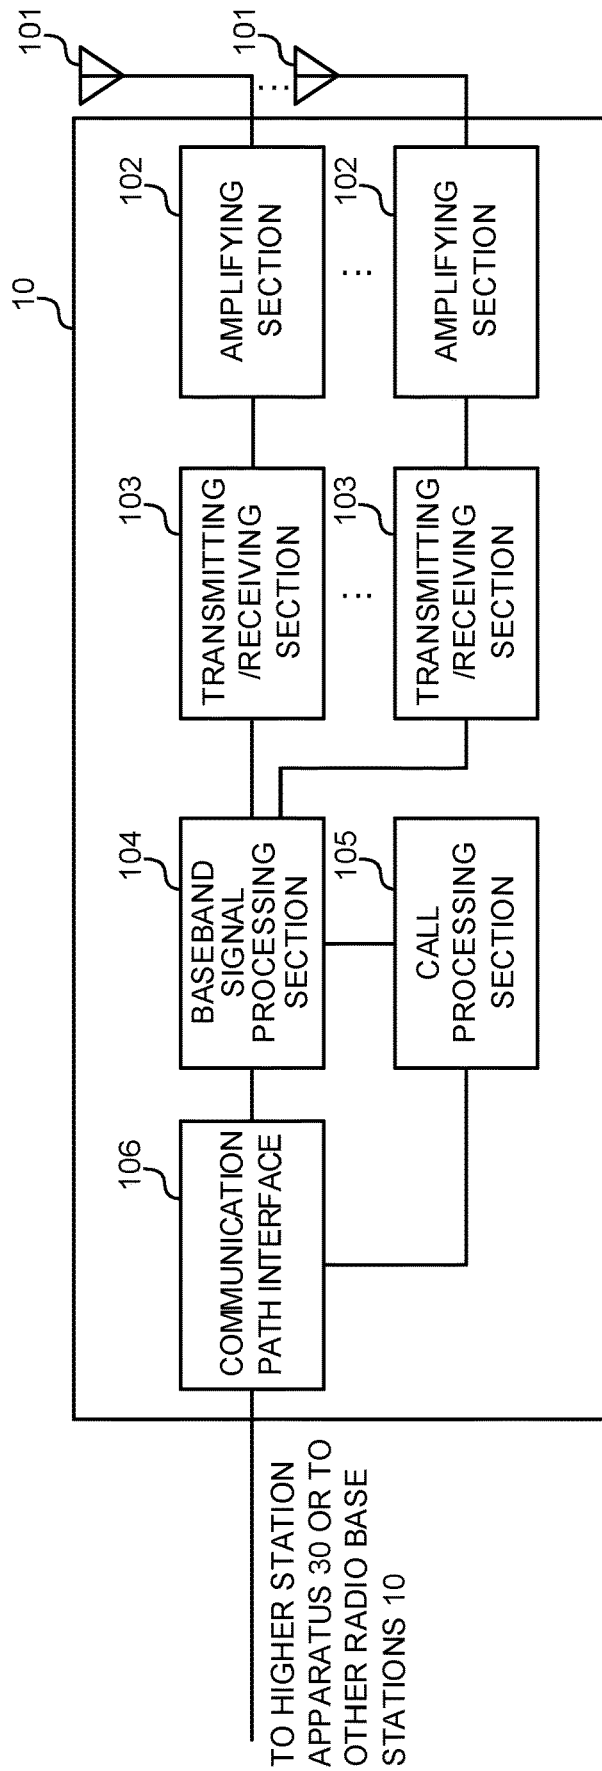 10
101
101
102
AMPLIFYING
SECTION
102
AMPLIFYING
SECTION
103
TRANSMITTING
/RECEIVING
SECTION
103
TRANSMITTING
/RECEIVING
SECTION
104
BASEBAND
SIGNAL
PROCESSING
SECTION
105
CALL
PROCESSING
SECTION
106
COMMUNICATION
PATH INTERFACE
TO HIGHER STATION
APPARATUS 30 OR TO
OTHER RADIO BASE
STATIONS 10